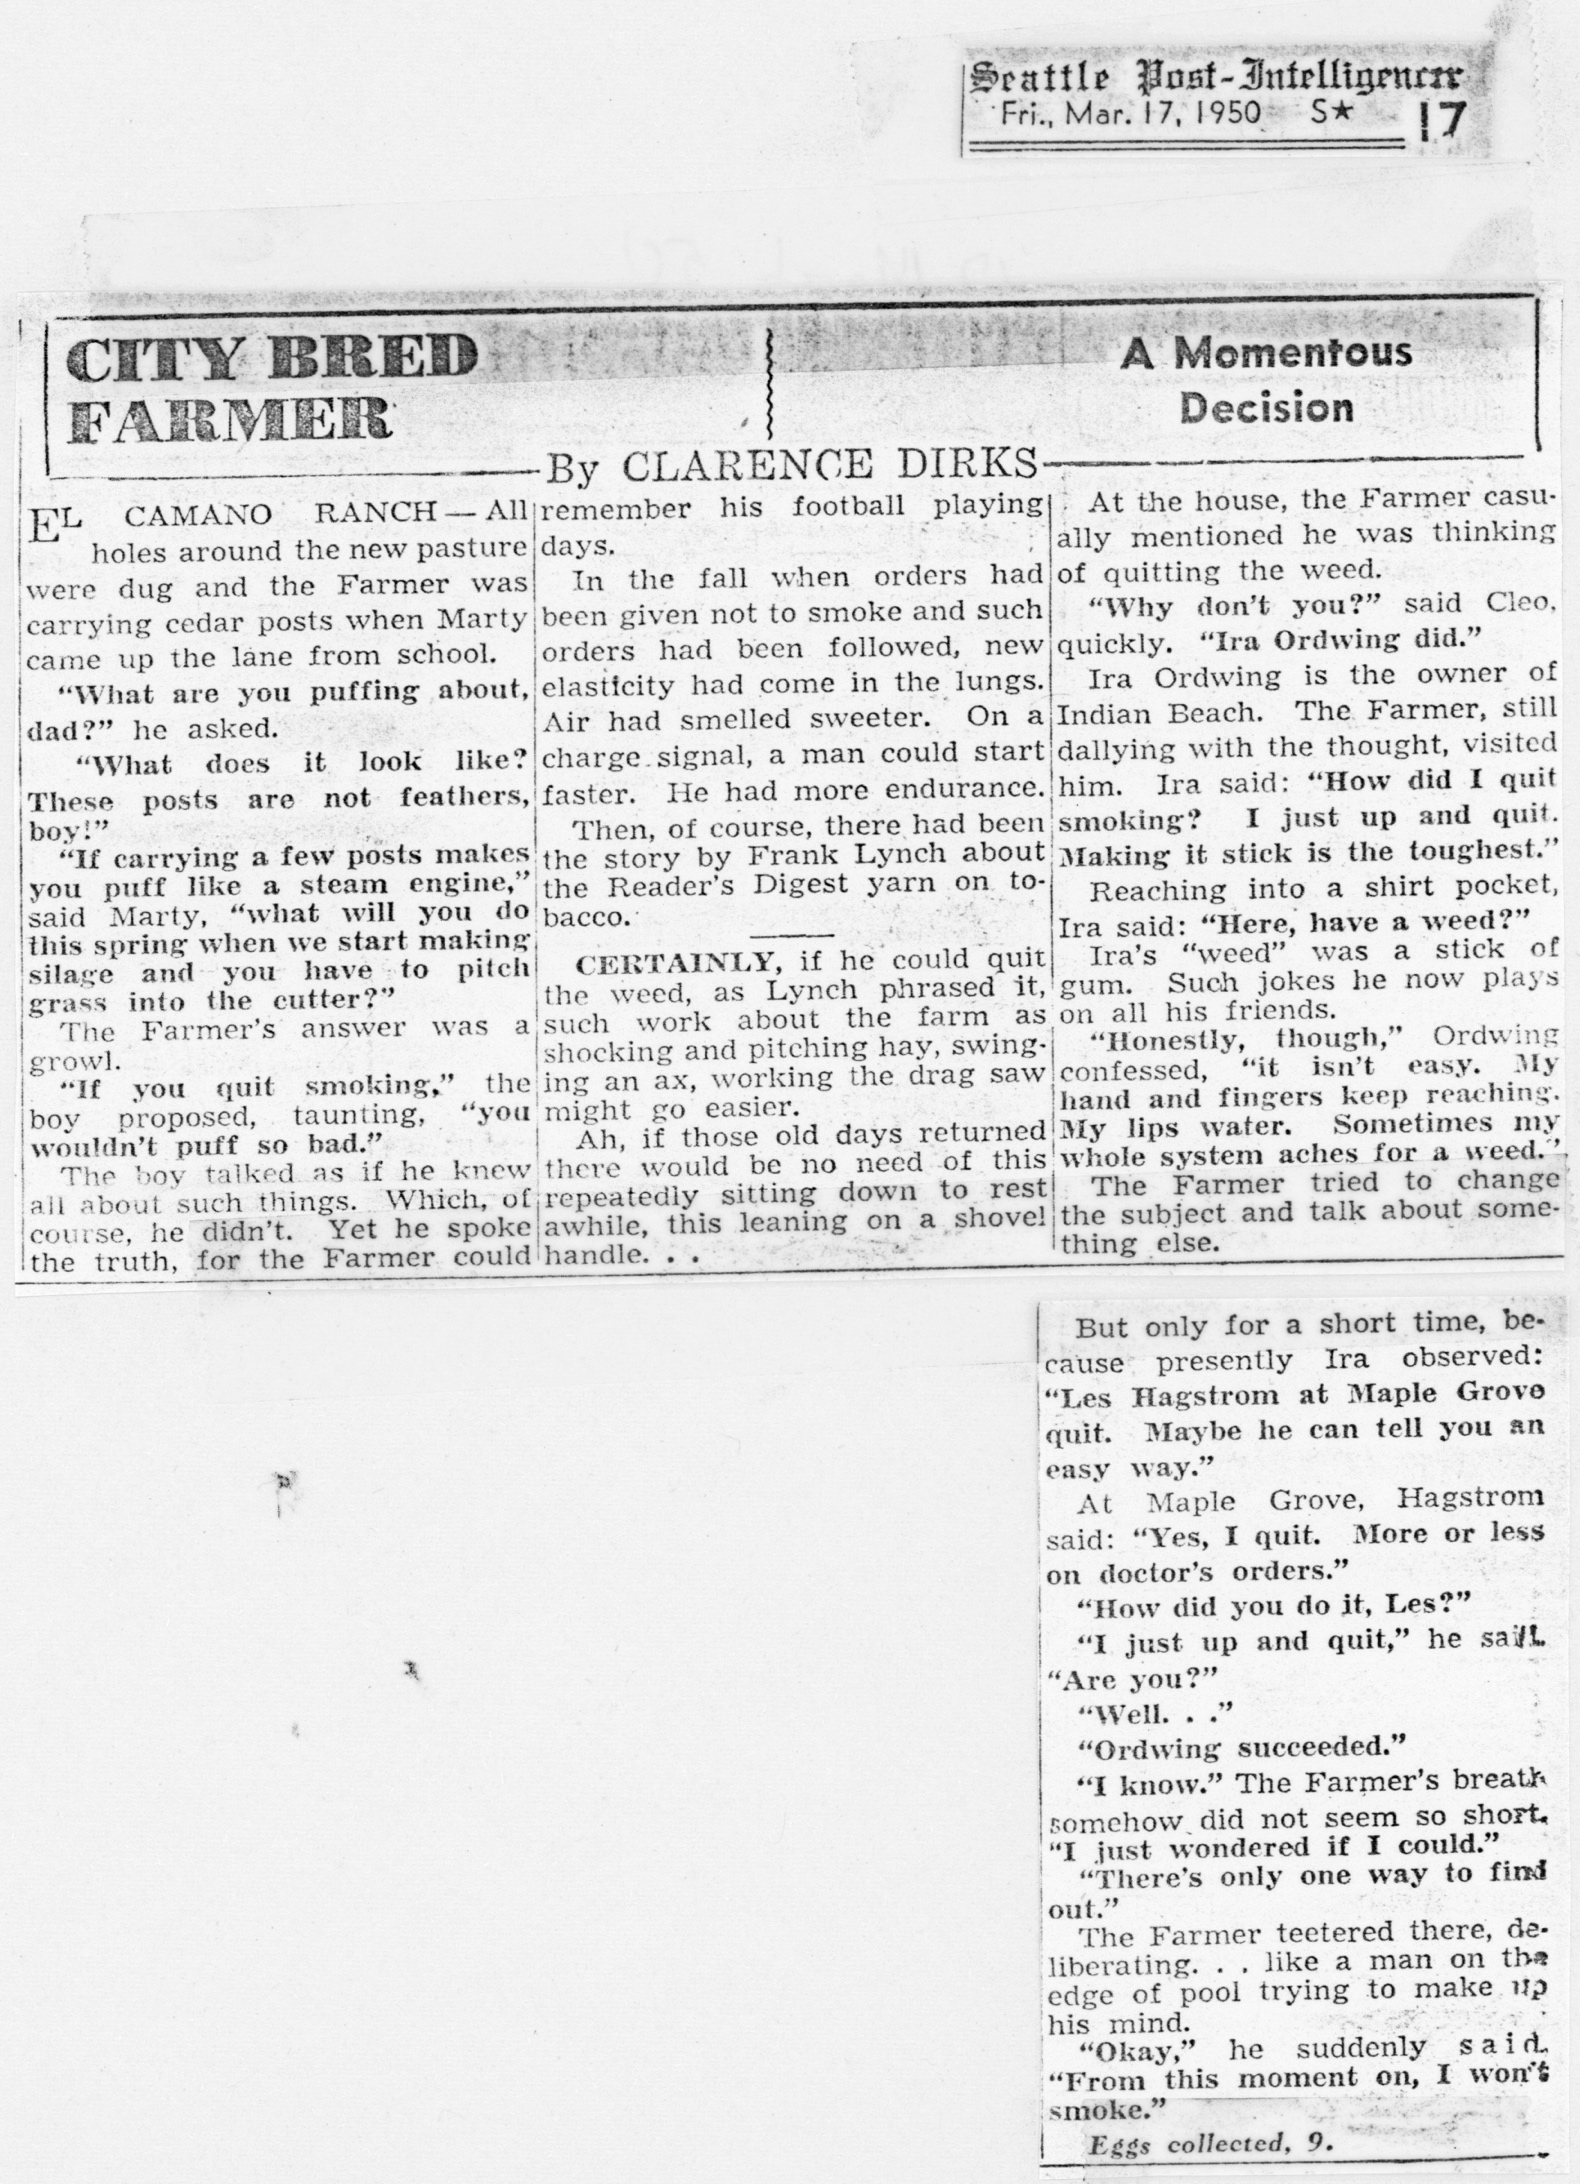 Seattle Post-Intelligencer
Fri., Mar. 17, 1950 S★ 17
CITY BRED
FARMER
A Momentous
Decision
By CLARENCE DIRKS
EL CAMANO RANCH — All
holes around the new pasture
were dug and the Farmer was
carrying cedar posts when Marty
came up the lane from school.
“What are you puffing about,
dad?” he asked.
“What does it look like?
These posts are not feathers,
boy!”
“If carrying a few posts makes
you puff like a steam engine,”
said Marty, “what will you do
this spring when we start making
silage and you have to pitch
grass into the cutter?”
The Farmer's answer was a
growl.
“If you quit smoking,” the
boy proposed, taunting, “you
wouldn't puff so bad.”
The boy talked as if he knew
all about such things. Which, of
course, he didn't. Yet he spoke
the truth, for the Farmer could
remember his football playing
days.
In the fall when orders had
been given not to smoke and such
orders had been followed, new
elasticity had come in the lungs.
Air had smelled sweeter. On a
charge signal, a man could start
faster. He had more endurance.
Then, of course, there had been
the story by Frank Lynch about
the Reader's Digest yarn on to-
bacco.
CERTAINLY, if he could quit
the weed, as Lynch phrased it,
such work about the farm as
shocking and pitching hay, swing-
ing an ax, working the drag saw
might go easier.
Ah, if those old days returned
there would be no need of this
repeatedly sitting down to rest
awhile, this leaning on a shovel
handle. . .
At the house, the Farmer casu-
ally mentioned he was thinking
of quitting the weed.
“Why don't you?” said Cleo,
quickly. “Ira Ordwing did.”
Ira Ordwing is the owner of
Indian Beach. The Farmer, still
dallying with the thought, visited
him. Ira said: “How did I quit
smoking? I just up and quit.
Making it stick is the toughest.”
Reaching into a shirt pocket,
Ira said: “Here, have a weed?”
Ira's “weed” was a stick of
gum. Such jokes he now plays
on all his friends.
“Honestly, though,” Ordwing
confessed, “it isn't easy. My
hand and fingers keep reaching.
My lips water. Sometimes my
whole system aches for a weed.”
The Farmer tried to change
the subject and talk about some-
thing else.
But only for a short time, be-
cause presently Ira observed:
“Les Hagstrom at Maple Grove
quit. Maybe he can tell you an
easy way.”
At Maple Grove, Hagstrom
said: “Yes, I quit. More or less
on doctor's orders.”
“How did you do it, Les?”
“I just up and quit,” he said.
“Are you?”
“Well. . .”
“Ordwing succeeded.”
“I know.” The Farmer's breath
somehow did not seem so short.
“I just wondered if I could.”
“There's only one way to find
out.”
The Farmer teetered there, de-
liberating. . . like a man on the
edge of pool trying to make up
his mind.
“Okay,” he suddenly said.
“From this moment on, I won't
smoke.”
Eggs collected, 9.